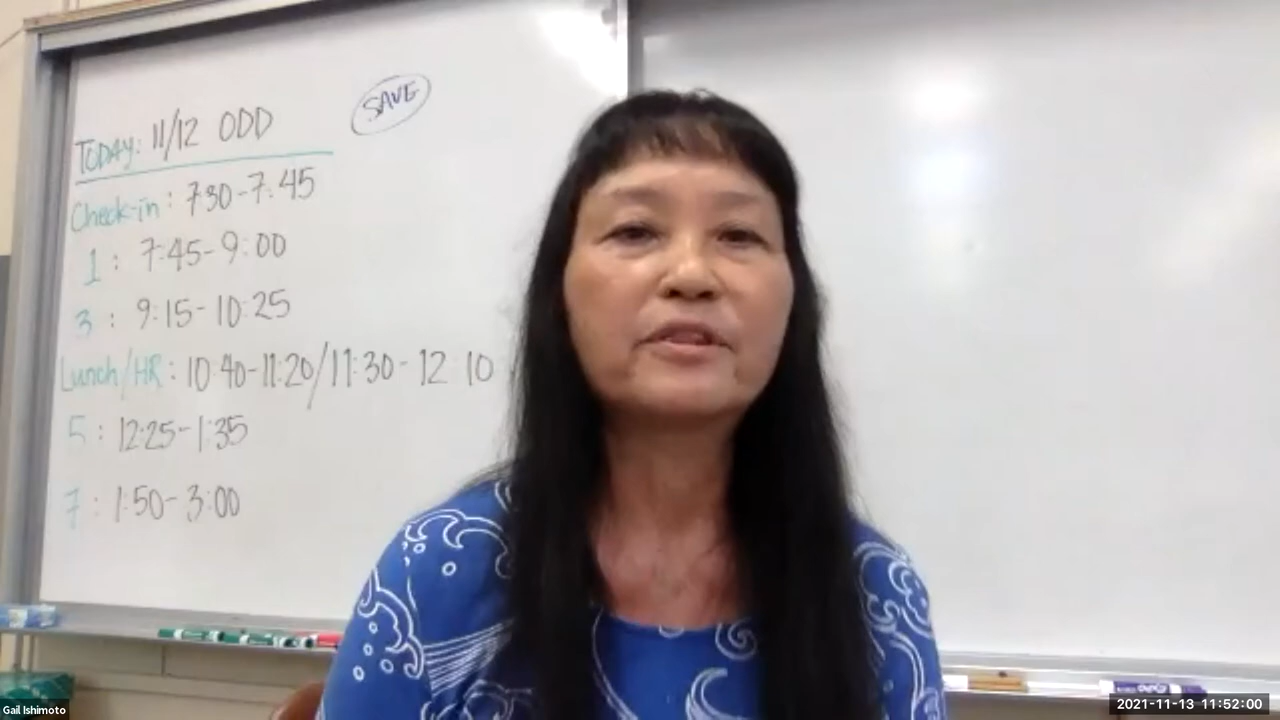 SAVE
TODAY: 11/12 ODD
Check-in: 730-7:45
1: 7:45-9:00
3: 9:15-10:25
Lunch/HR: 10:40-11:20/11:30-12:10
5: 12:25-1:35
7: 1:50-3:00
Gail Ishimoto
2021-11-13 11:52:00